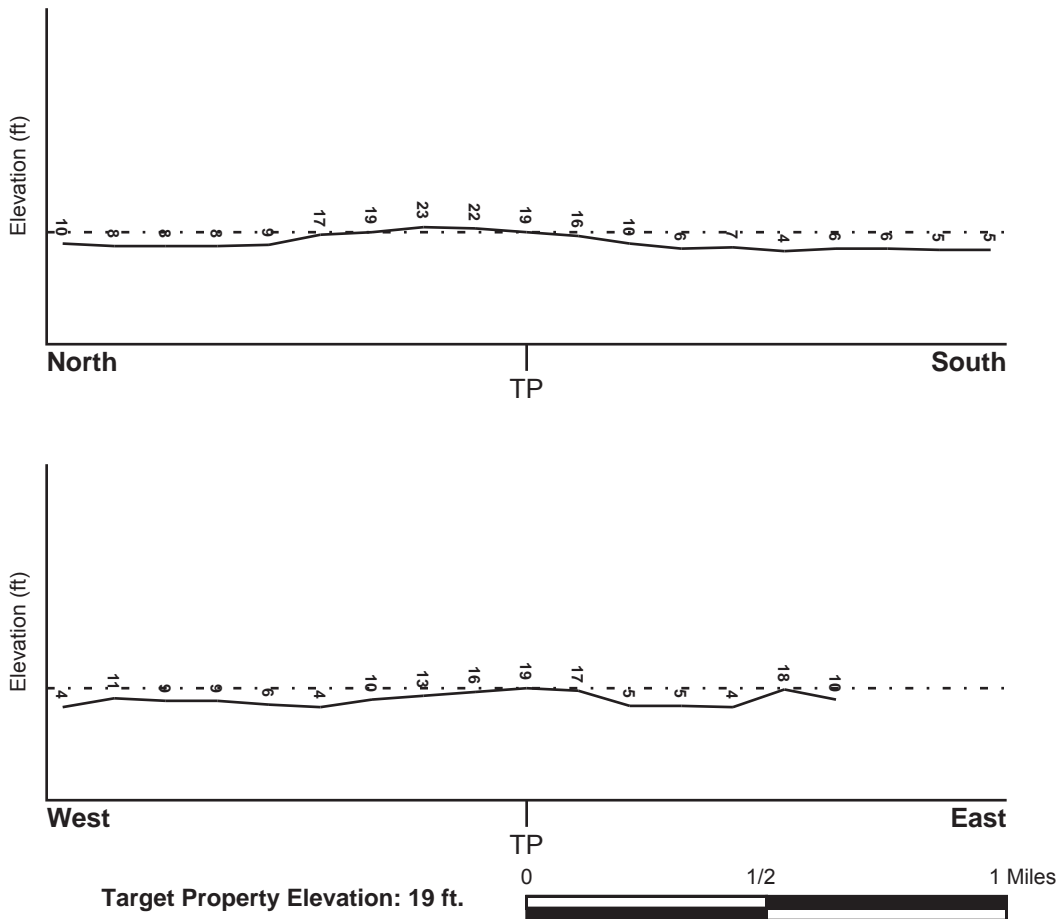 Elevation (ft)
10 8 8 8 9 17 19 23 22 19 16 10 6 7 4 6 6 5 5
North South
TP
Elevation (ft)
4 11 9 9 6 4 10 13 16 19 17 5 5 4 18 10
West East
TP
Target Property Elevation: 19 ft.
0 1/2 1 Miles